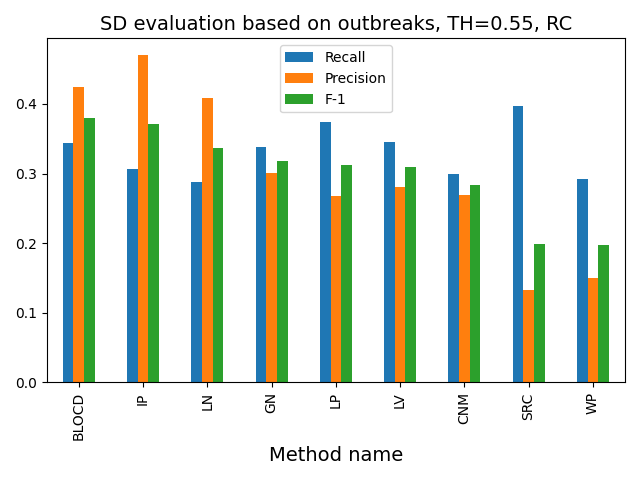 SD evaluation based on outbreaks, TH=0.55, RC
Recall
Precision
F-1
0.4
0.3
0.2
0.1
0.0
BLOCD
IP
LN
GN
LP
LV
CNM
SRC
WP
Method name